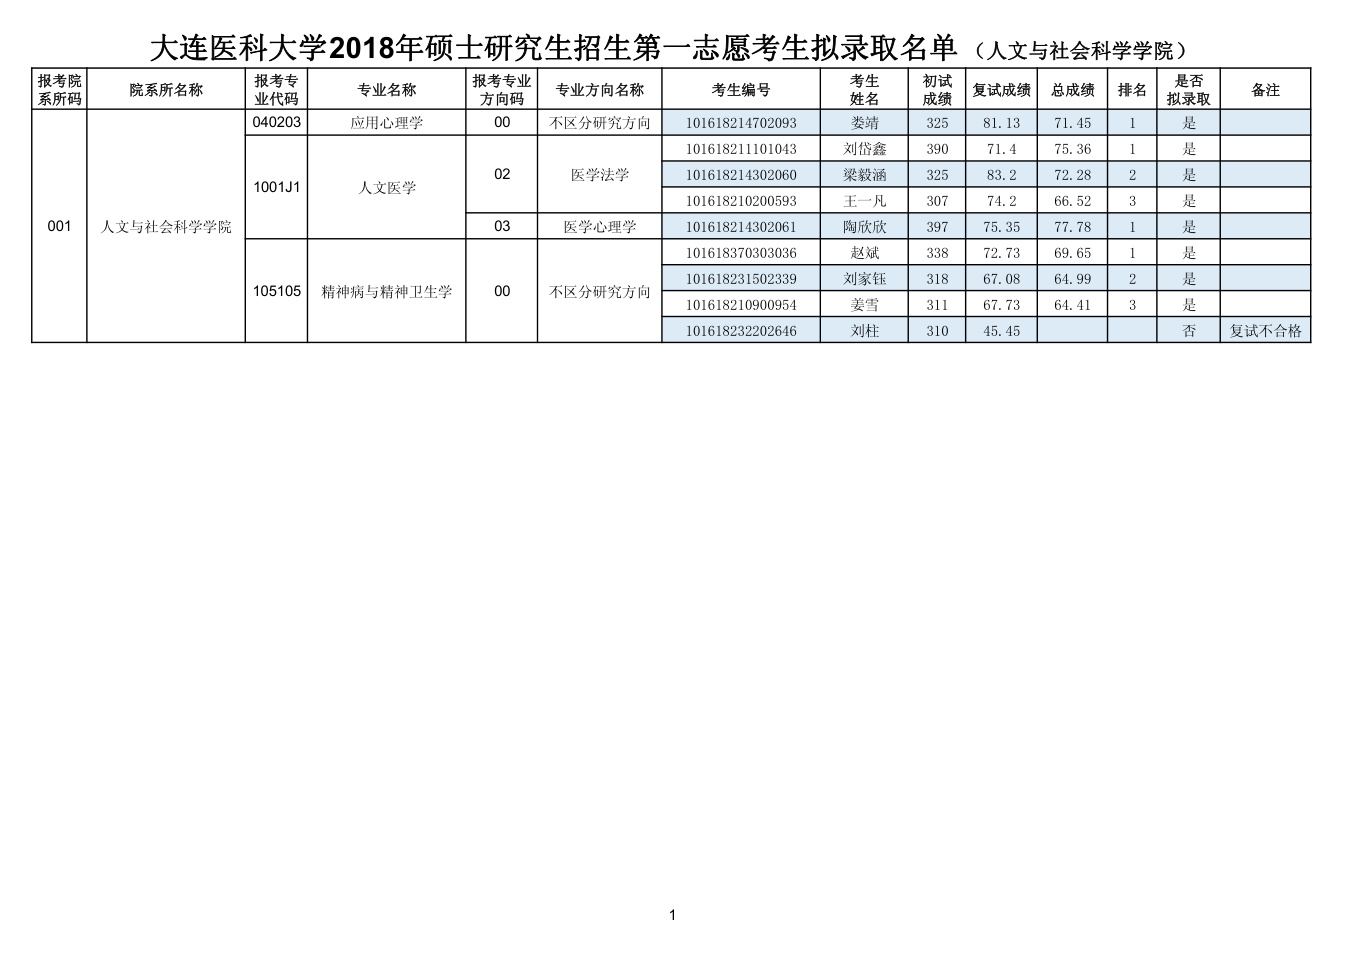 大连医科大学2018年硕士研究生招生第一志愿考生拟录取名单（人文与社会科学学院）
报考院系所码 院系所名称 报考专业代码 专业名称 报考专业方向码 专业方向名称 考生编号 考生姓名 初试成绩 复试成绩 总成绩 排名 是否拟录取 备注
001 人文与社会科学学院 040203 应用心理学 00 不区分研究方向 101618214702093 娄靖 325 81.13 71.45 1 是
1001J1 人文医学 02 医学法学 101618211101043 刘岱鑫 390 71.4 75.36 1 是
101618214302060 梁毅涵 325 83.2 72.28 2 是
101618210200593 王一凡 307 74.2 66.52 3 是
03 医学心理学 101618214302061 陶欣欣 397 75.35 77.78 1 是
105105 精神病与精神卫生学 00 不区分研究方向 101618370303036 赵斌 338 72.73 69.65 1 是
101618231502339 刘家钰 318 67.08 64.99 2 是
101618210900954 姜雪 311 67.73 64.41 3 是
101618232202646 刘柱 310 45.45 否 复试不合格
1